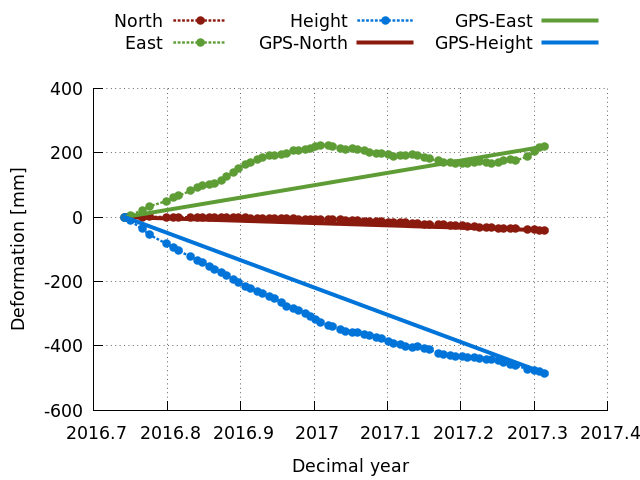 North Height GPS-East
East GPS-North GPS-Height
400
200
0
-200
-400
-600
Deformation [mm]
2016.7 2016.8 2016.9 2017 2017.1 2017.2 2017.3 2017.4
Decimal year